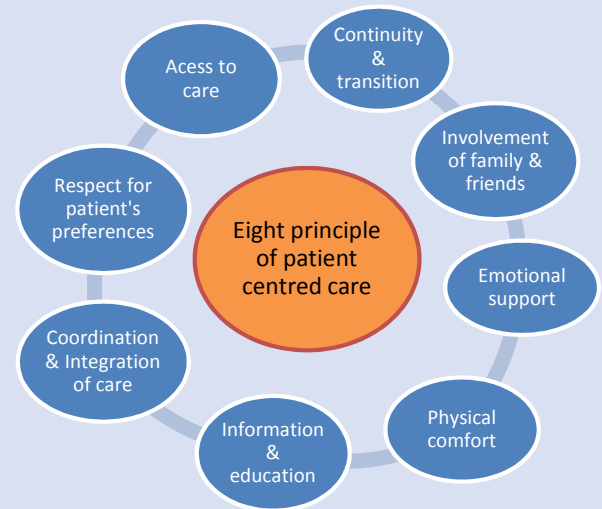 Continuity
&
transition
Acess to
care
Involvement
of family &
friends
Respect for
patient's
preferences
Eight principle
of patient
centred care
Emotional
support
Coordination
& Integration
of care
Physical
comfort
Information
&
education